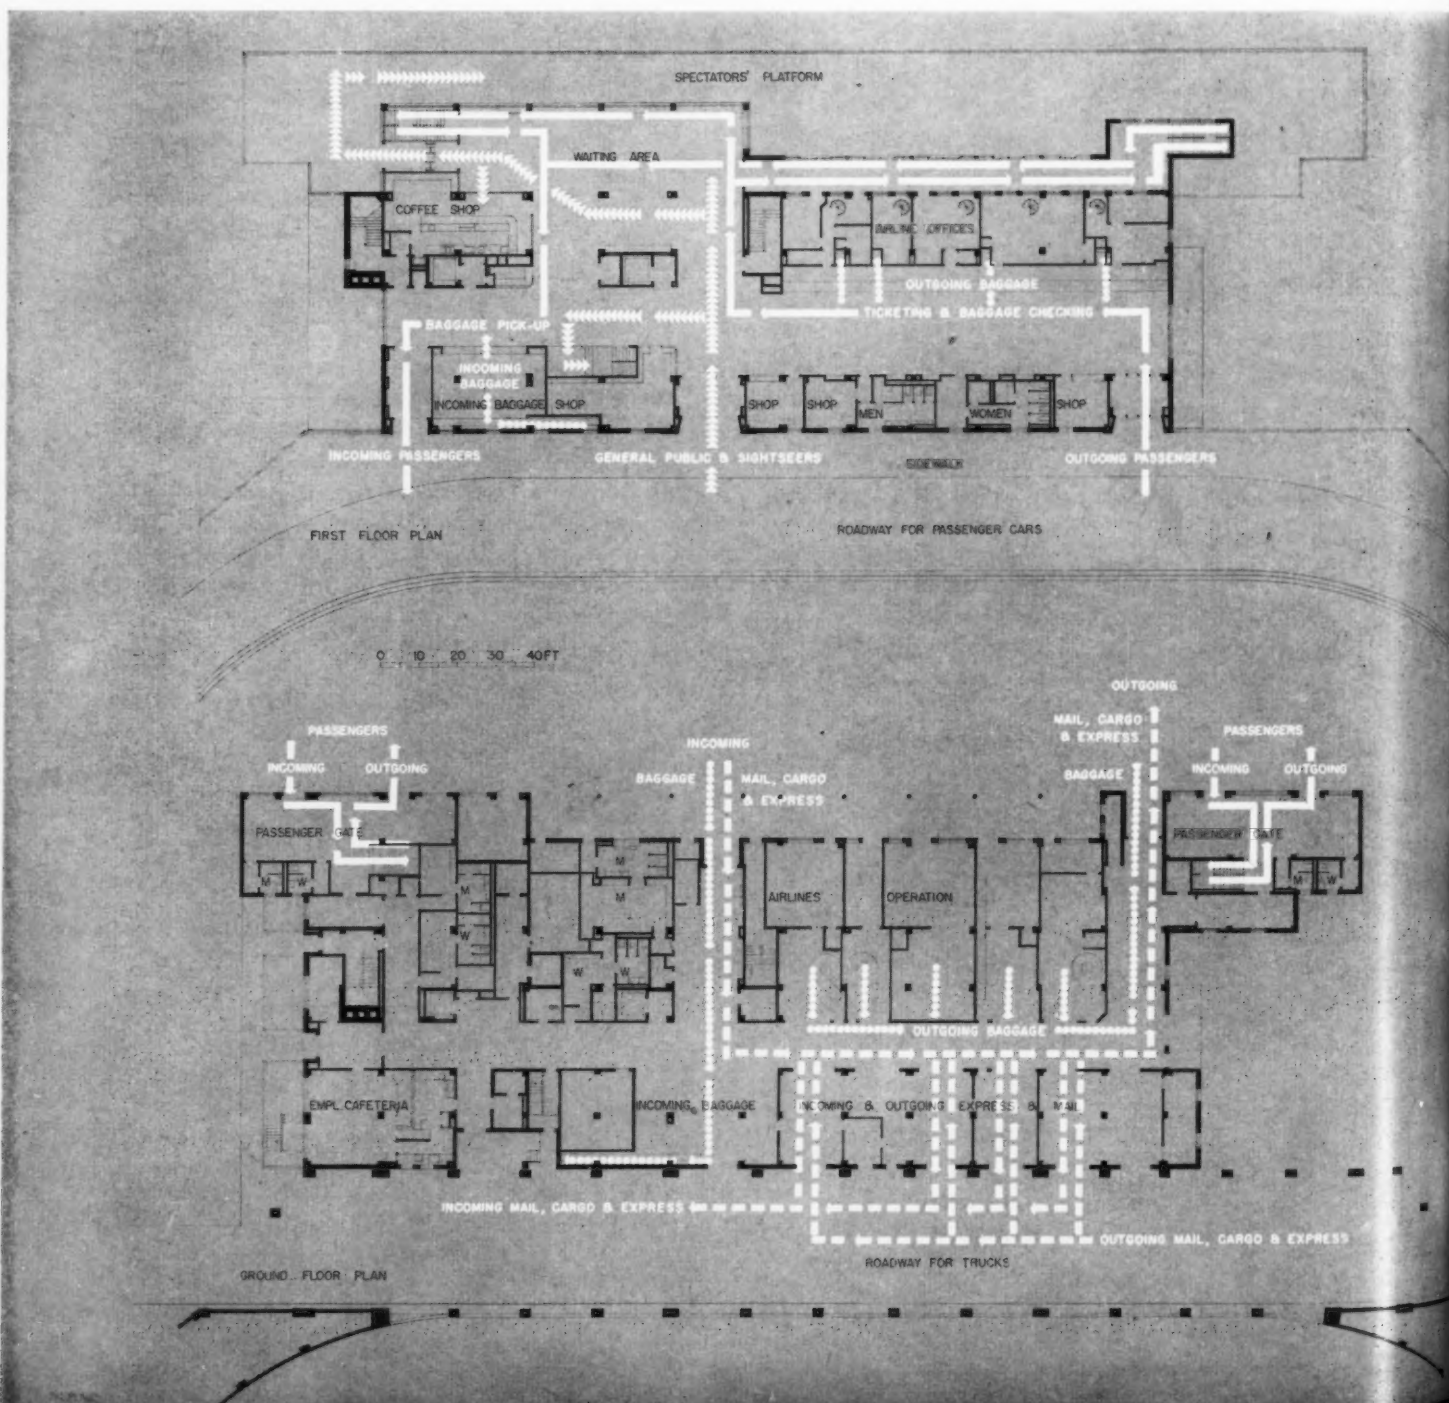 SPECTATORS' PLATFORM
WAITING AREA
COFFEE SHOP
AIRLINE OFFICES
OUTGOING BAGGAGE
TICKETING & BAGGAGE CHECKING
BAGGAGE PICK-UP
INCOMING
BAGGAGE
INCOMING BAGGAGE
SHOP
SHOP
SHOP
MEN
WOMEN
SHOP
INCOMING PASSENGERS
GENERAL PUBLIC & SIGHTSEERS
SIDEWALK
OUTGOING PASSENGERS
FIRST FLOOR PLAN
ROADWAY FOR PASSENGER CARS
0 10 20 30 40FT
OUTGOING
MAIL, CARGO
& EXPRESS
BAGGAGE
PASSENGERS
INCOMING
OUTGOING
INCOMING
BAGGAGE
MAIL, CARGO
& EXPRESS
PASSENGERS
INCOMING
OUTGOING
PASSENGER GATE
M
W
M
W
M
M
W
W
AIRLINES
OPERATION
PASSENGER GATE
M
W
OUTGOING BAGGAGE
EMPL. CAFETERIA
INCOMING BAGGAGE
INCOMING & OUTGOING EXPRESS & MAIL
INCOMING MAIL, CARGO & EXPRESS
OUTGOING MAIL, CARGO & EXPRESS
ROADWAY FOR TRUCKS
GROUND FLOOR PLAN